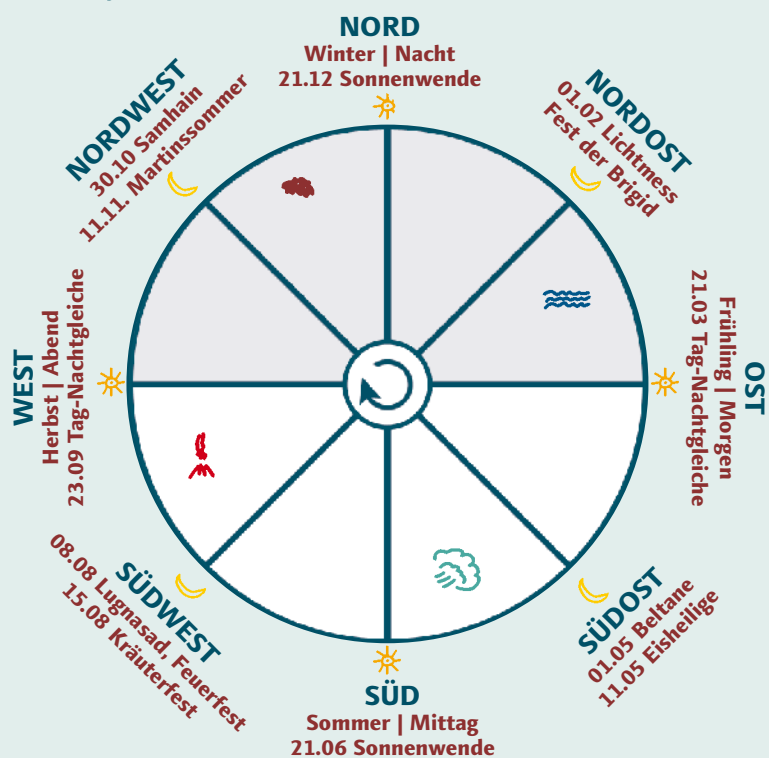 NORD
Winter | Nacht
21.12 Sonnenwende
NORDOST
01.02 Lichtmess
Fest der Brigid
OST
Frühling | Morgen
21.03 Tag-Nachtgleiche
SÜDOST
01.05 Beltane
11.05 Eisheilige
SÜD
Sommer | Mittag
21.06 Sonnenwende
SÜDWEST
08.08 Lugnasad, Feuerfest
15.08 Kräuterfest
WEST
Herbst | Abend
23.09 Tag-Nachtgleiche
NORDWEST
30.10 Samhain
11.11. Martinssommer